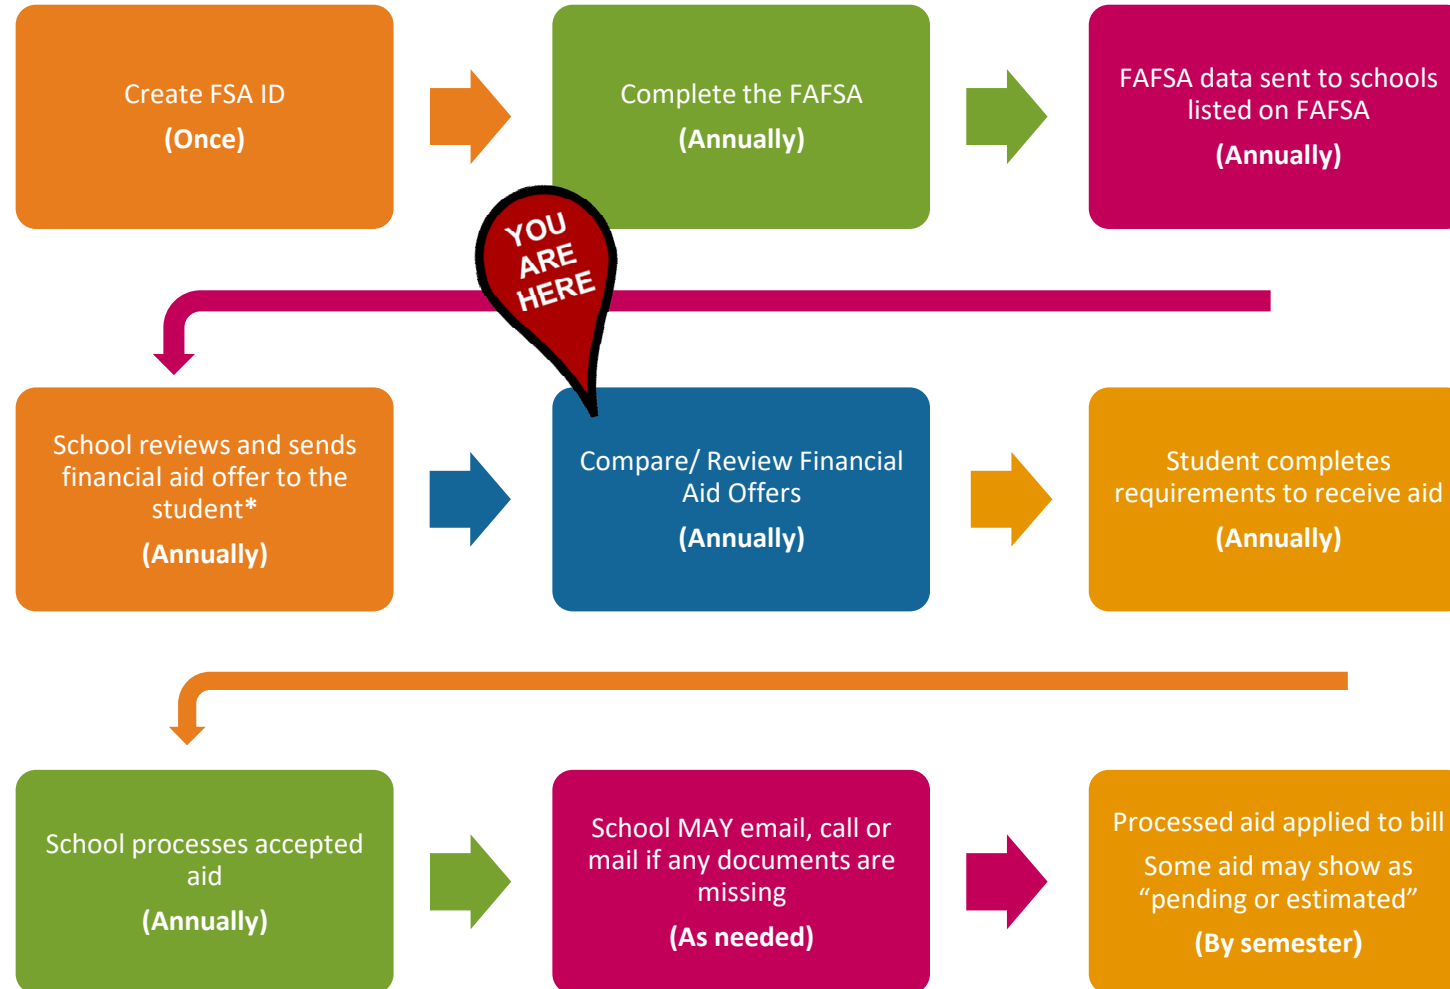 Create FSA ID
(Once)
Complete the FAFSA
(Annually)
FAFSA data sent to schools
listed on FAFSA
(Annually)
YOU
ARE
HERE
School reviews and sends
financial aid offer to the
student*
(Annually)
Compare/ Review Financial
Aid Offers
(Annually)
Student completes
requirements to receive aid
(Annually)
School processes accepted
aid
(Annually)
School MAY email, call or
mail if any documents are
missing
(As needed)
Processed aid applied to bill
Some aid may show as
“pending or estimated”
(By semester)